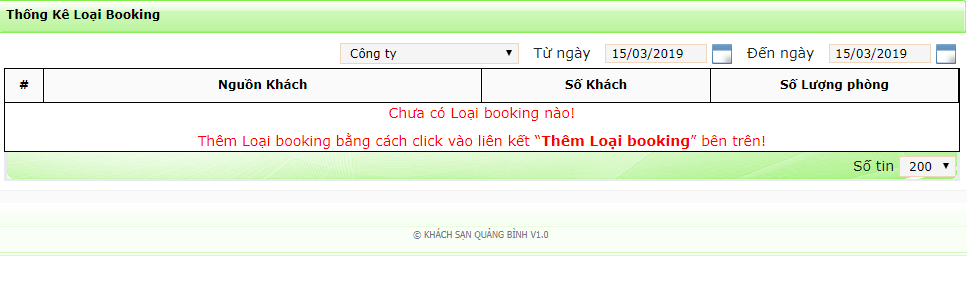 Thống Kê Loại Booking
Công ty Từ ngày 15/03/2019 Đến ngày 15/03/2019
# Nguồn Khách Số Khách Số Lượng phòng
Chưa có Loại booking nào!
Thêm Loại booking bằng cách click vào liên kết “Thêm Loại booking” bên trên!
Số tin 200
© KHÁCH SẠN QUẢNG BÌNH V1.0